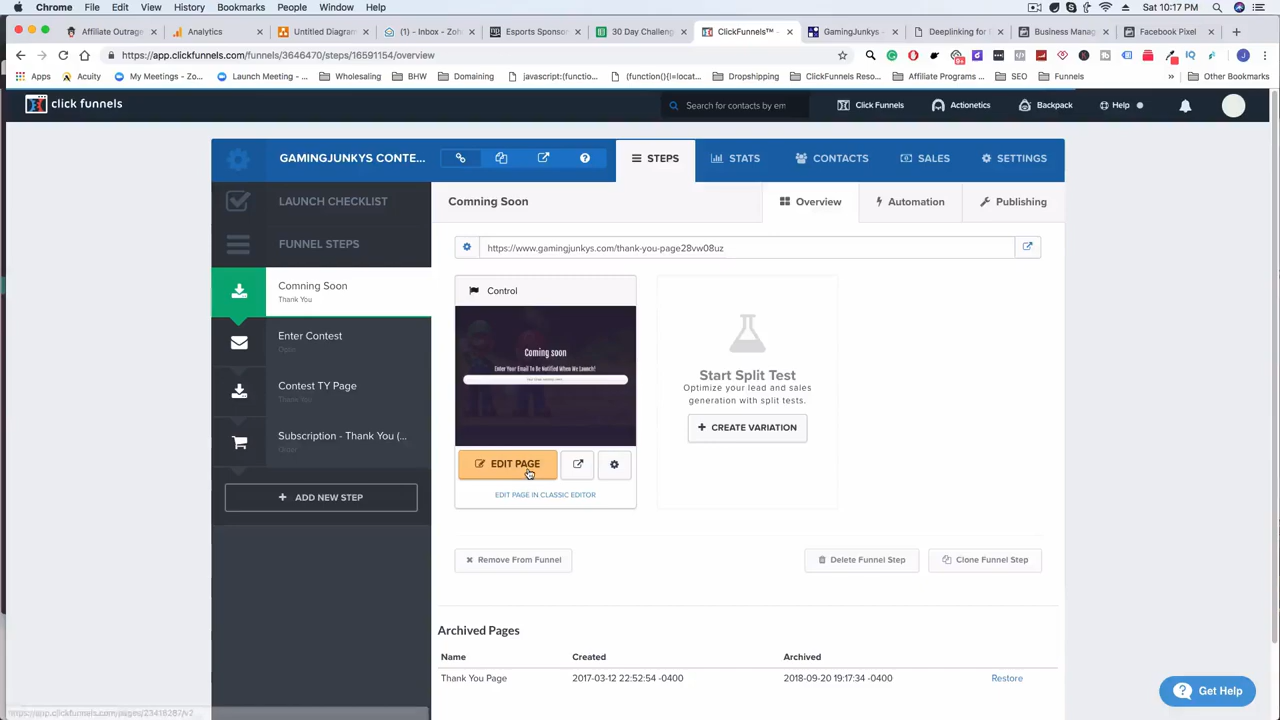 Chrome File Edit View History Bookmarks People Window Help Sat 10:17 PM
Affiliate Outrage Analytics Untitled Diagram (1) - Inbox - Zoh Esports Sponsor 30 Day Challeng ClickFunnels™ - GamingJunkys - Deeplinking for Business Manag Facebook Pixel
https://app.clickfunnels.com/funnels/3646470/steps/16591154/overview
Apps Acuity My Meetings - Zo... Launch Meeting -... Wholesaling BHW Domaining javascript:(functio... (function(){l=locat... Dropshipping ClickFunnels Reso... Affiliate Programs... SEO Funnels » Other Bookmarks
click funnels Search for contacts by em Click Funnels Actionetics Backpack Help
GAMINGJUNKYS CONTE... STEPS STATS CONTACTS SALES SETTINGS
LAUNCH CHECKLIST Comning Soon Overview Automation Publishing
FUNNEL STEPS https://www.gamingjunkys.com/thank-you-page28vw08uz
Comning Soon
Thank You
Control
Enter Contest
Optin
Contest TY Page
Thank You
Subscription - Thank You (...
Order
ADD NEW STEP
Coming soon
Enter Your Email To Be Notified When We Launch!
EDIT PAGE
EDIT PAGE IN CLASSIC EDITOR
Start Split Test
Optimize your lead and sales
generation with split tests.
CREATE VARIATION
Remove From Funnel Delete Funnel Step Clone Funnel Step
Archived Pages
Name Created Archived
Thank You Page 2017-03-12 22:52:54 -0400 2018-09-20 19:17:34 -0400 Restore
Get Help
https://app.clickfunnels.com/pages/23416287/v2